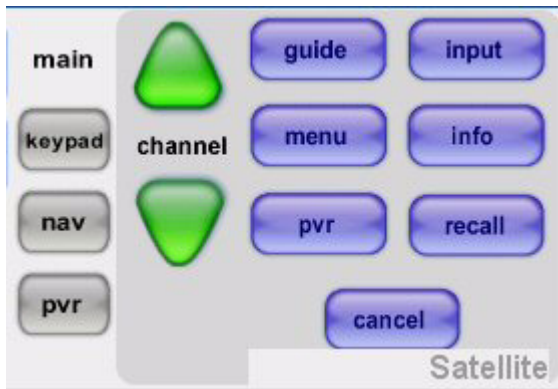 main
keypad
nav
pvr
channel
guide
input
menu
info
pvr
recall
cancel
Satellite